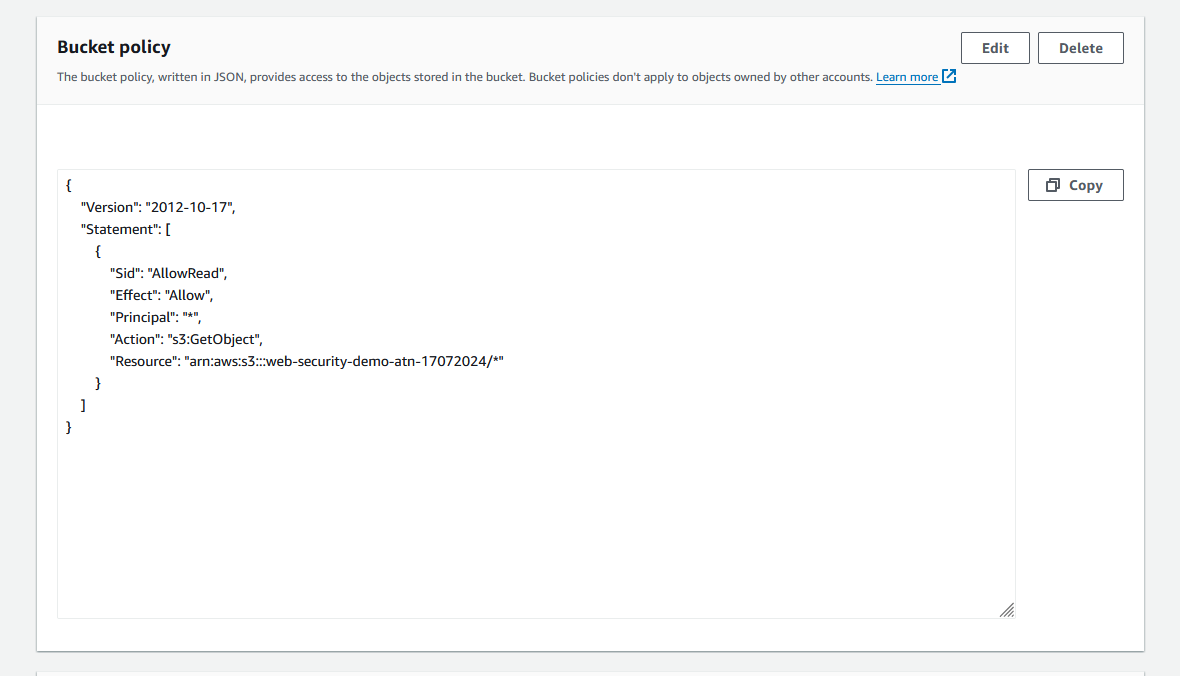 Bucket policy
Edit
Delete
The bucket policy, written in JSON, provides access to the objects stored in the bucket. Bucket policies don't apply to objects owned by other accounts. Learn more
Copy
{
    "Version": "2012-10-17",
    "Statement": [
        {
            "Sid": "AllowRead",
            "Effect": "Allow",
            "Principal": "*",
            "Action": "s3:GetObject",
            "Resource": "arn:aws:s3:::web-security-demo-atn-17072024/*"
        }
    ]
}